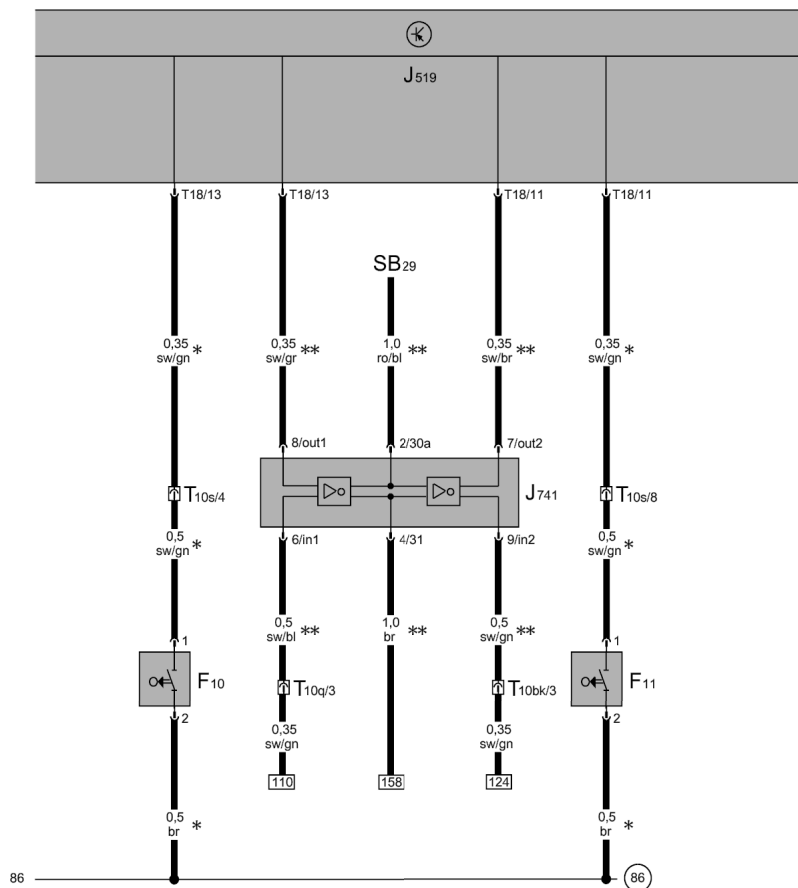 J519
T18/13 T18/13 T18/11 T18/11
SB29
0,35 0,35 1,0 0,35 0,35
sw/gn * sw/gr ** ro/bl ** sw/br ** sw/gn *
8/out1 2/30a 7/out2
T10s/4 J741 T10s/8
6/in1 4/31 9/in2
0,5 0,5
sw/gn * sw/gn *
0,5 1,0 0,5
sw/bl ** br ** sw/gn **
1 1
F10 T10q/3 T10bk/3 F11
2 2
0,35 0,35
sw/gn sw/gn
110 158 124
0,5 0,5
br * br *
86 86